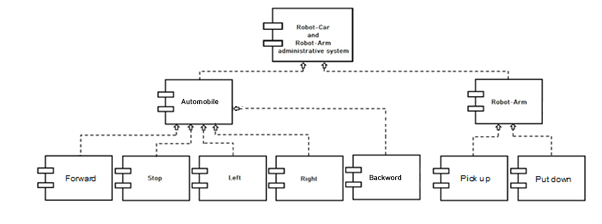 Robot-Car
and
Robot-Arm
administrative system
Automobile
Robot-Arm
Forward
Stop
Left
Right
Backword
Pick up
Put down